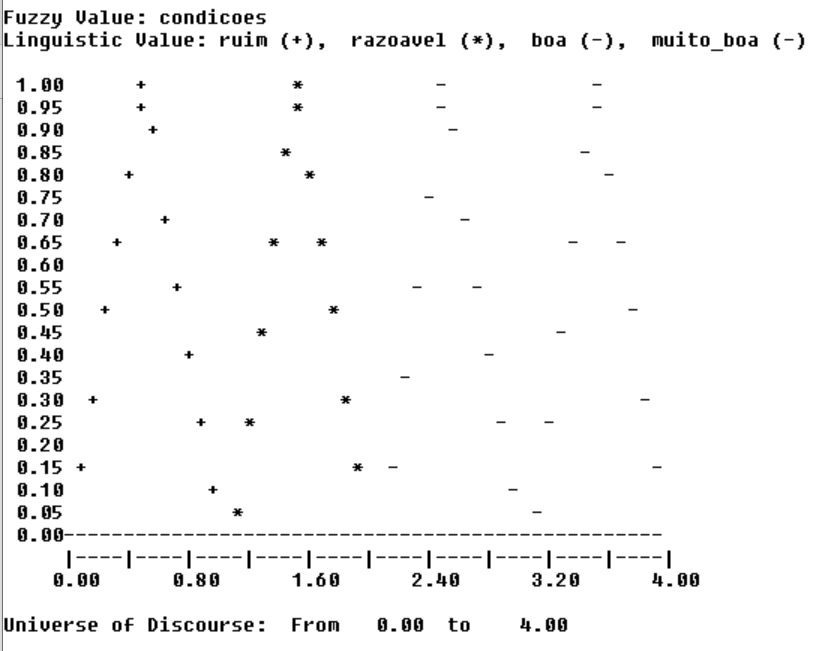 Fuzzy Value: condicoes
Linguistic Value: ruim (+),  razoavel (*),  boa (-),  muito_boa (-)
1.00      +            *           -            -
0.95      +            *           -            -
0.90       +                        -
0.85                  *                        -
0.80     +              *                        -
0.75                              -
0.70        +                        -
0.65    +            *   *                    -   -
0.60
0.55         +                   -    -
0.50   +                  *                        -
0.45                *                        -
0.40          +                        -
0.35                            -
0.30  +                    *                        -
0.25           +   *                    -   -
0.20
0.15 +                      *  -                     -
0.10            +                        -
0.05              *                        -
0.00--------------------------------------------------
|----|----|----|----|----|----|----|----|----|----|
0.00      0.80      1.60      2.40      3.20      4.00
Universe of Discourse:  From   0.00  to    4.00